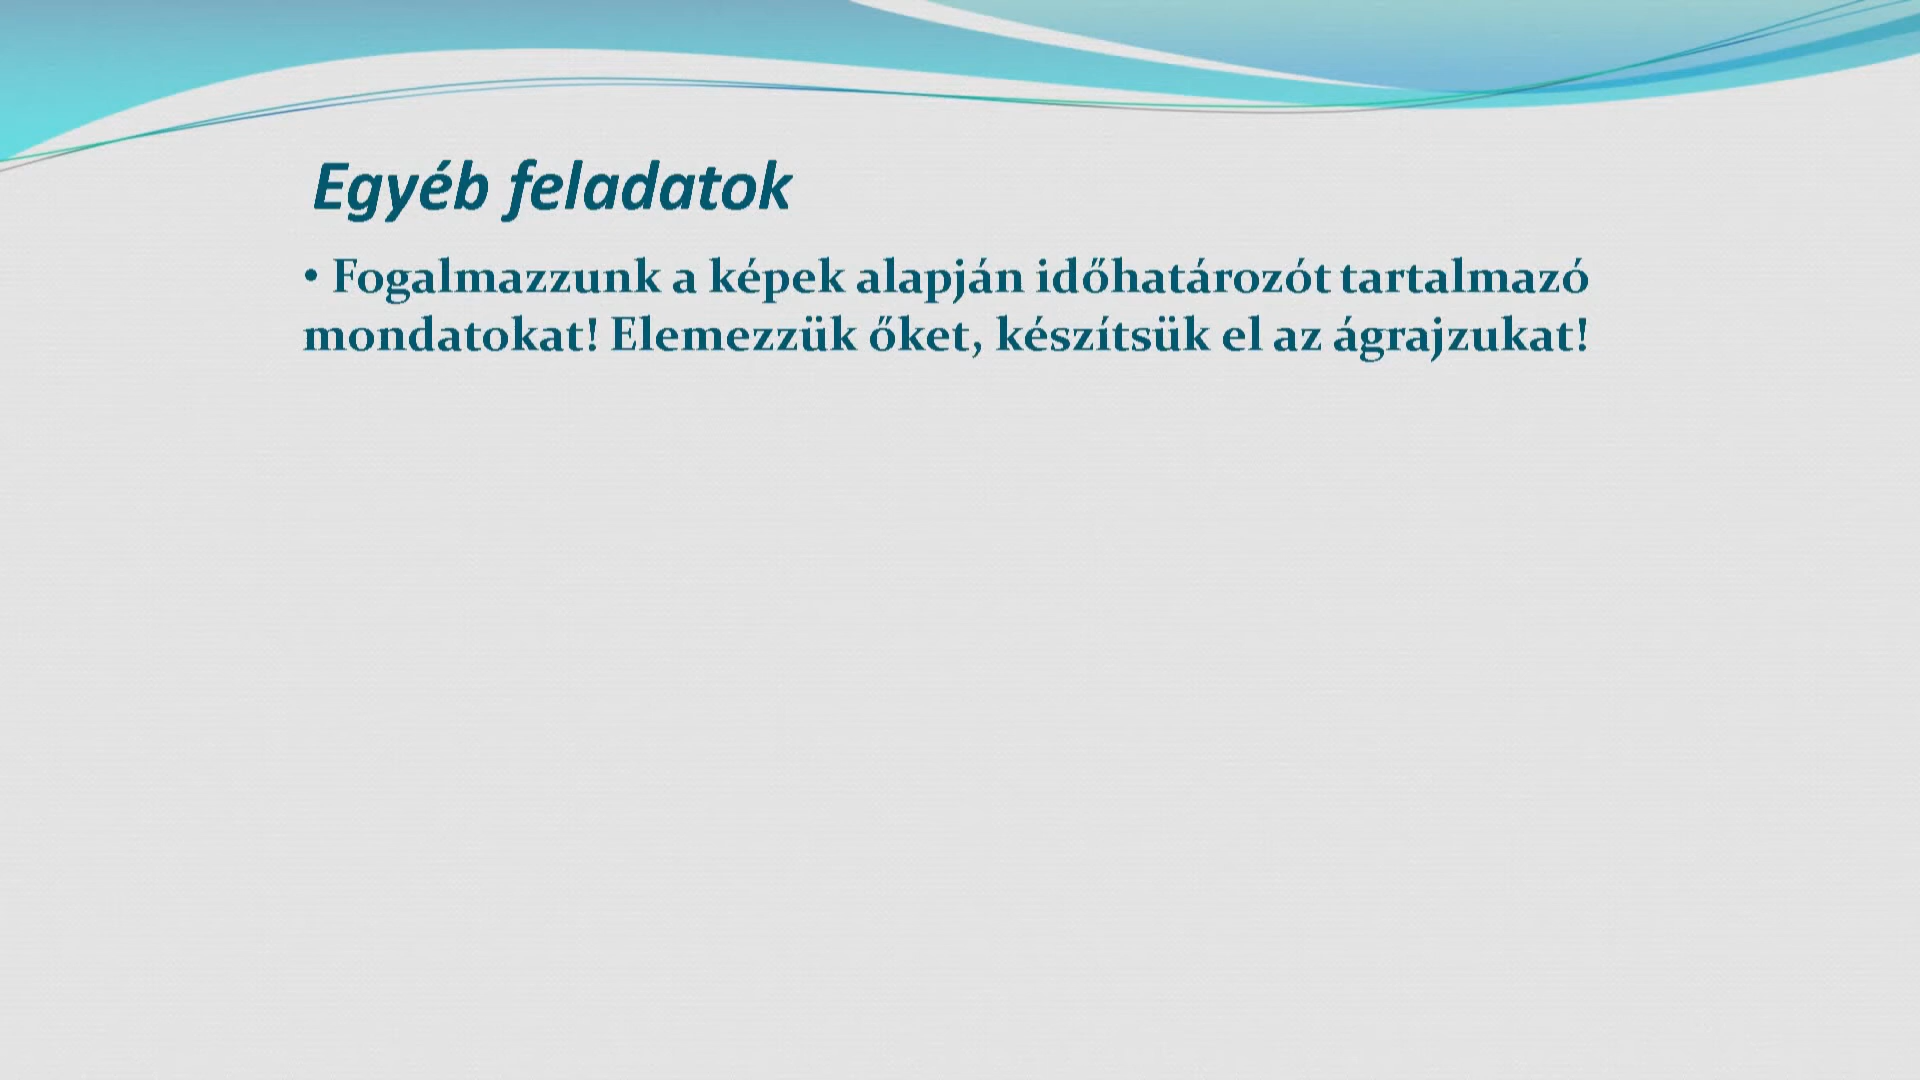 Egyéb feladatok
• Fogalmazzunk a képek alapján időhatározót tartalmazó
mondatokat! Elemezzük őket, készítsük el az ágrajzukat!